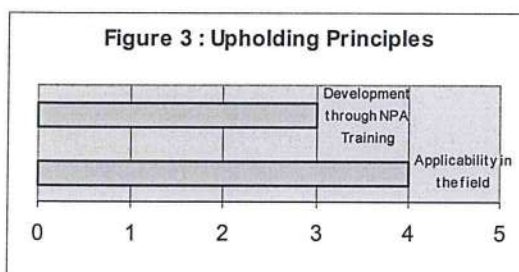 Figure 3 : Upholding Principles
Development
through NPA
Training
Applicability in
the field
0 1 2 3 4 5